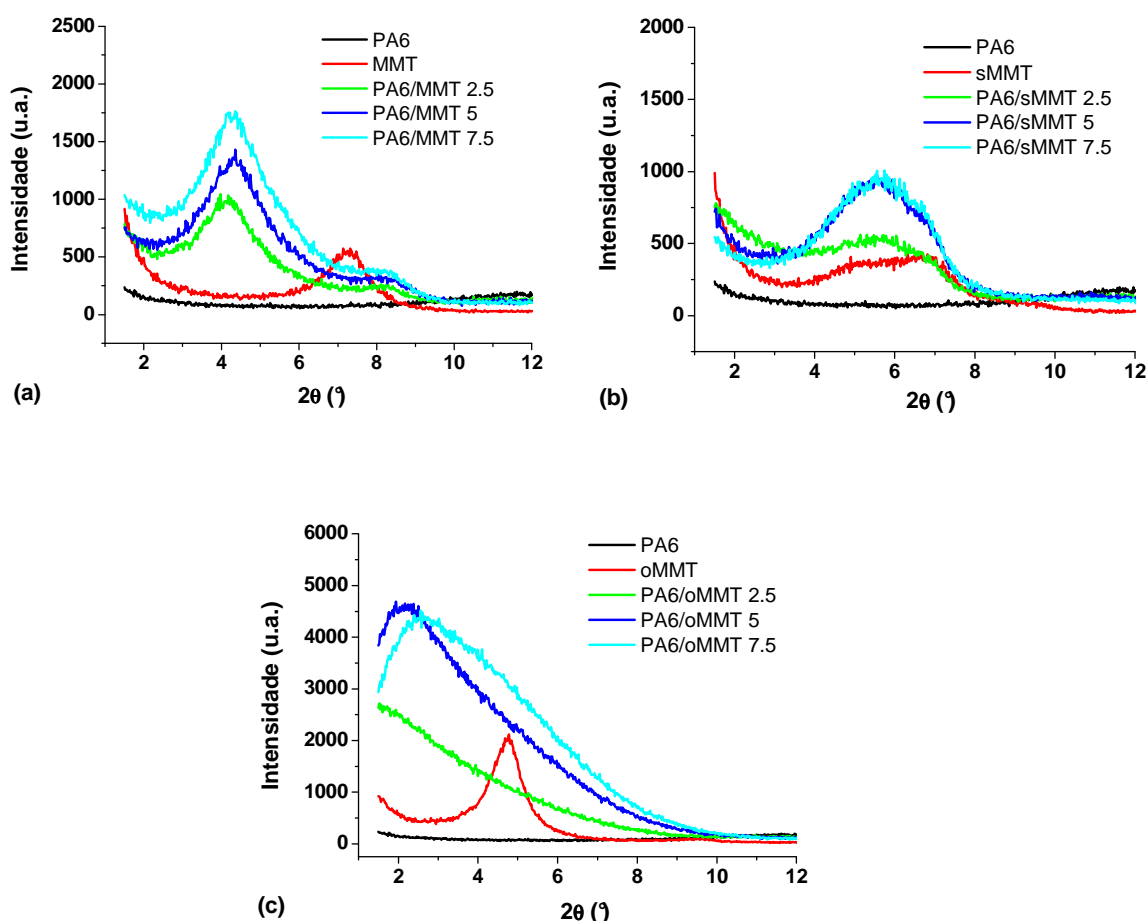 2500
2000
1500
1000
500
0
Intensidade (u.a.)
PA6
MMT
PA6/MMT 2.5
PA6/MMT 5
PA6/MMT 7.5
2 4 6 8 10 12
2θ (°)
(a)
2000
1500
1000
500
0
Intensidade (u.a.)
PA6
sMMT
PA6/sMMT 2.5
PA6/sMMT 5
PA6/sMMT 7.5
2 4 6 8 10 12
2θ (°)
(b)
6000
5000
4000
3000
2000
1000
0
Intensidade (u.a.)
PA6
oMMT
PA6/oMMT 2.5
PA6/oMMT 5
PA6/oMMT 7.5
2 4 6 8 10 12
2θ (°)
(c)